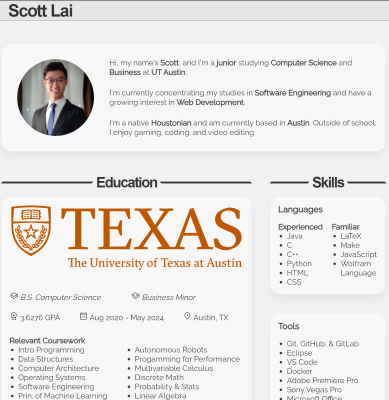 Scott Lai
Hi, my name's Scott, and I'm a junior studying Computer Science and
Business at UT Austin.
I'm currently concentrating my studies in Software Engineering and have a
growing interest in Web Development.
I'm a native Houstonian and am currently based in Austin. Outside of school,
I enjoy gaming, coding, and video editing.
Education
TEXAS
The University of Texas at Austin
B.S. Computer Science
Business Minor
3.6276 GPA
Aug 2020 - May 2024
Austin, TX
Relevant Coursework
Intro Programming
Data Structures
Computer Architecture
Operating Systems
Software Engineering
Prin. of Machine Learning
Autonomous Robots
Progamming for Performance
Multivariable Calculus
Discrete Math
Probability & Stats
Linear Algebra
Skills
Languages
Experienced
Java
C
C++
Python
HTML
CSS
Familiar
LaTeX
Make
JavaScript
Wolfram
Language
Tools
Git, GitHub, & GitLab
Eclipse
VS Code
Docker
Adobe Premiere Pro
Sony Vegas Pro
Microsoft Office